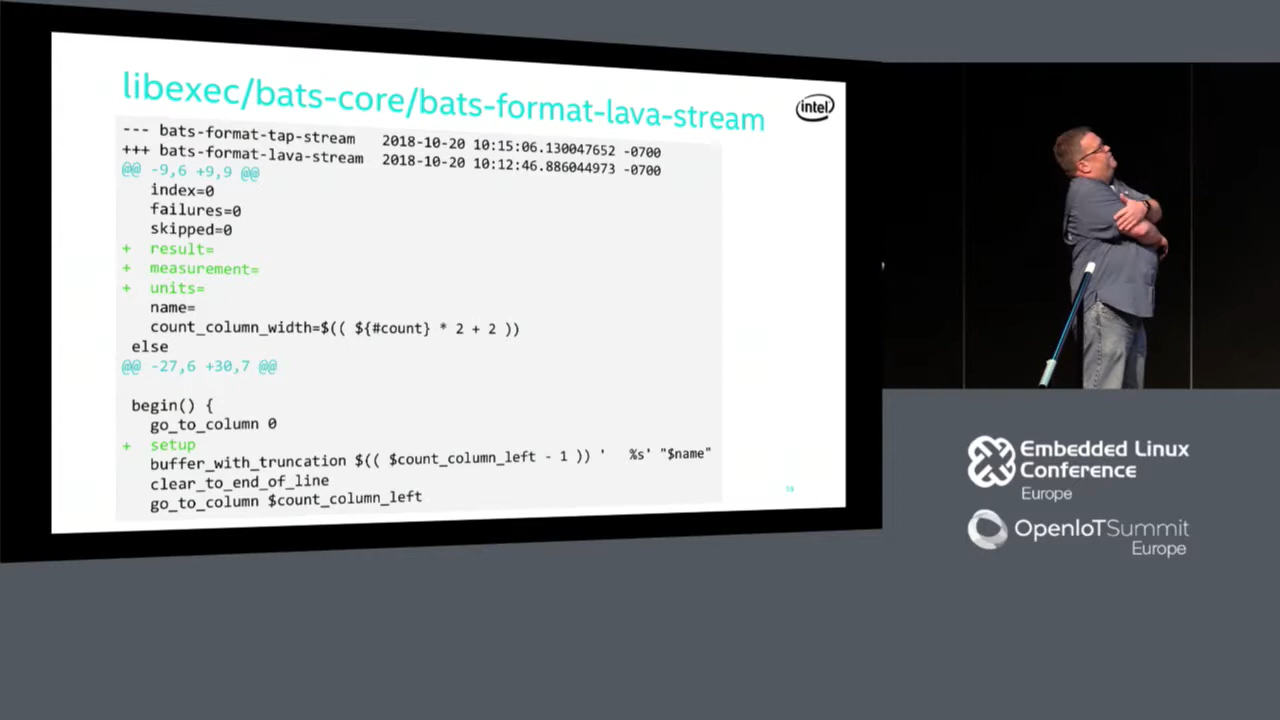 libexec/bats-core/bats-format-lava-stream
intel
--- bats-format-tap-stream 2018-10-20 10:15:06.130047652 -0700
+++ bats-format-lava-stream 2018-10-20 10:12:46.886044973 -0700
@@ -9,6 +9,9 @@
index=0
failures=0
skipped=0
+ result=
+ measurement=
+ units=
name=
count_column_width=$(( ${#count} * 2 + 2 ))
else
@@ -27,6 +30,7 @@
begin() {
go_to_column 0
+ setup
buffer_with_truncation $(( $count_column_left - 1 )) ' %s' "$name"
clear_to_end_of_line
go_to_column $count_column_left
Embedded Linux
Conference
Europe
OpenIoTSummit
Europe